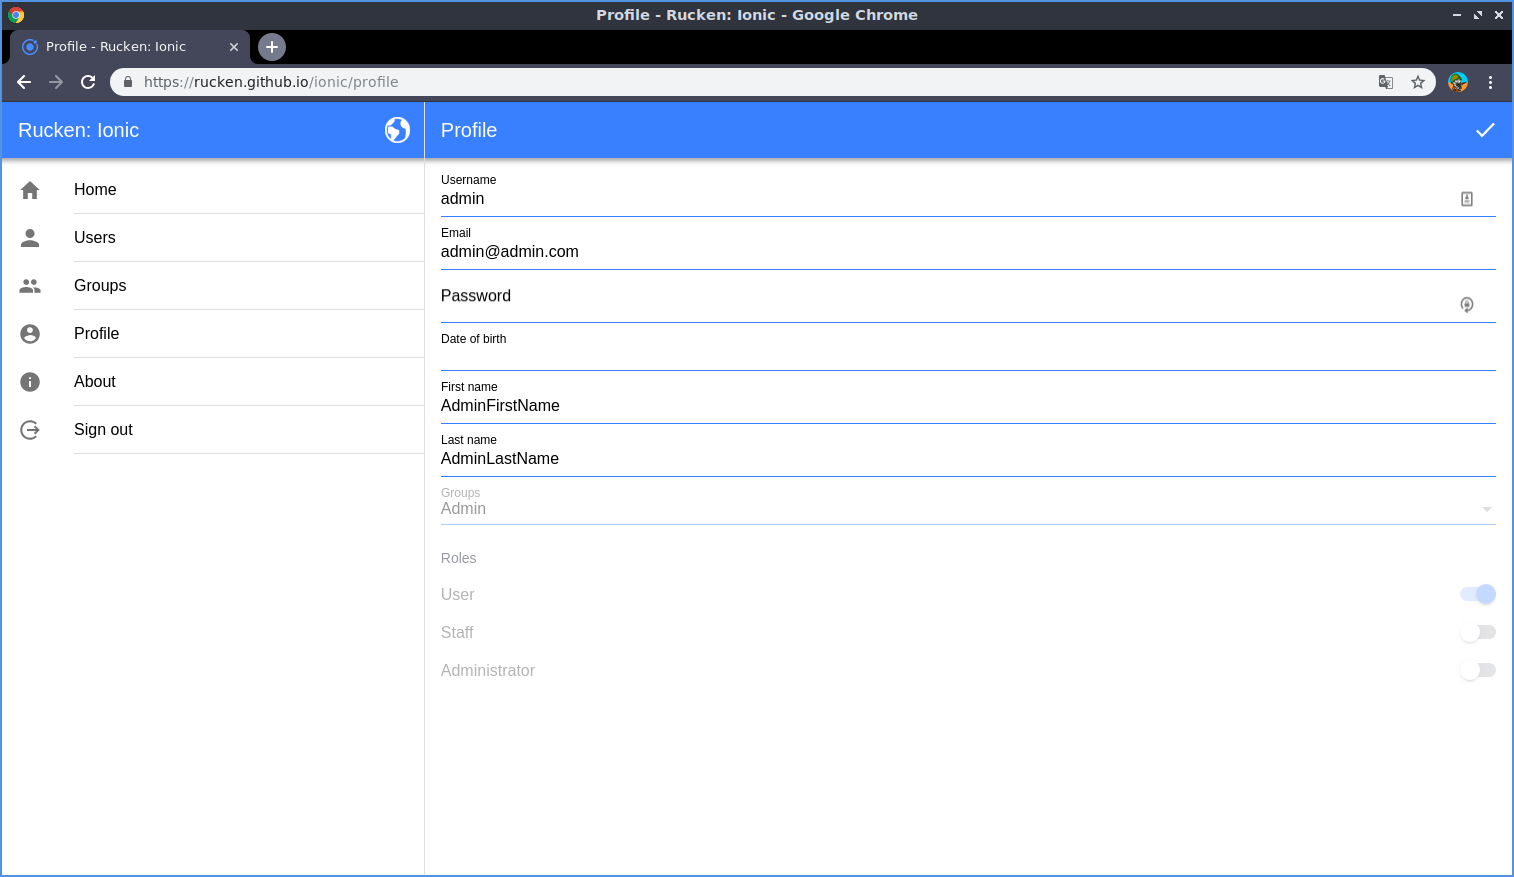 Profile - Rucken: Ionic - Google Chrome
Profile - Rucken: Ionic
https://rucken.github.io/ionic/profile
Rucken: Ionic
Profile
Home
Users
Groups
Profile
About
Sign out
Username
admin
Email
admin@admin.com
Password
Date of birth
First name
AdminFirstName
Last name
AdminLastName
Groups
Admin
Roles
User
Staff
Administrator